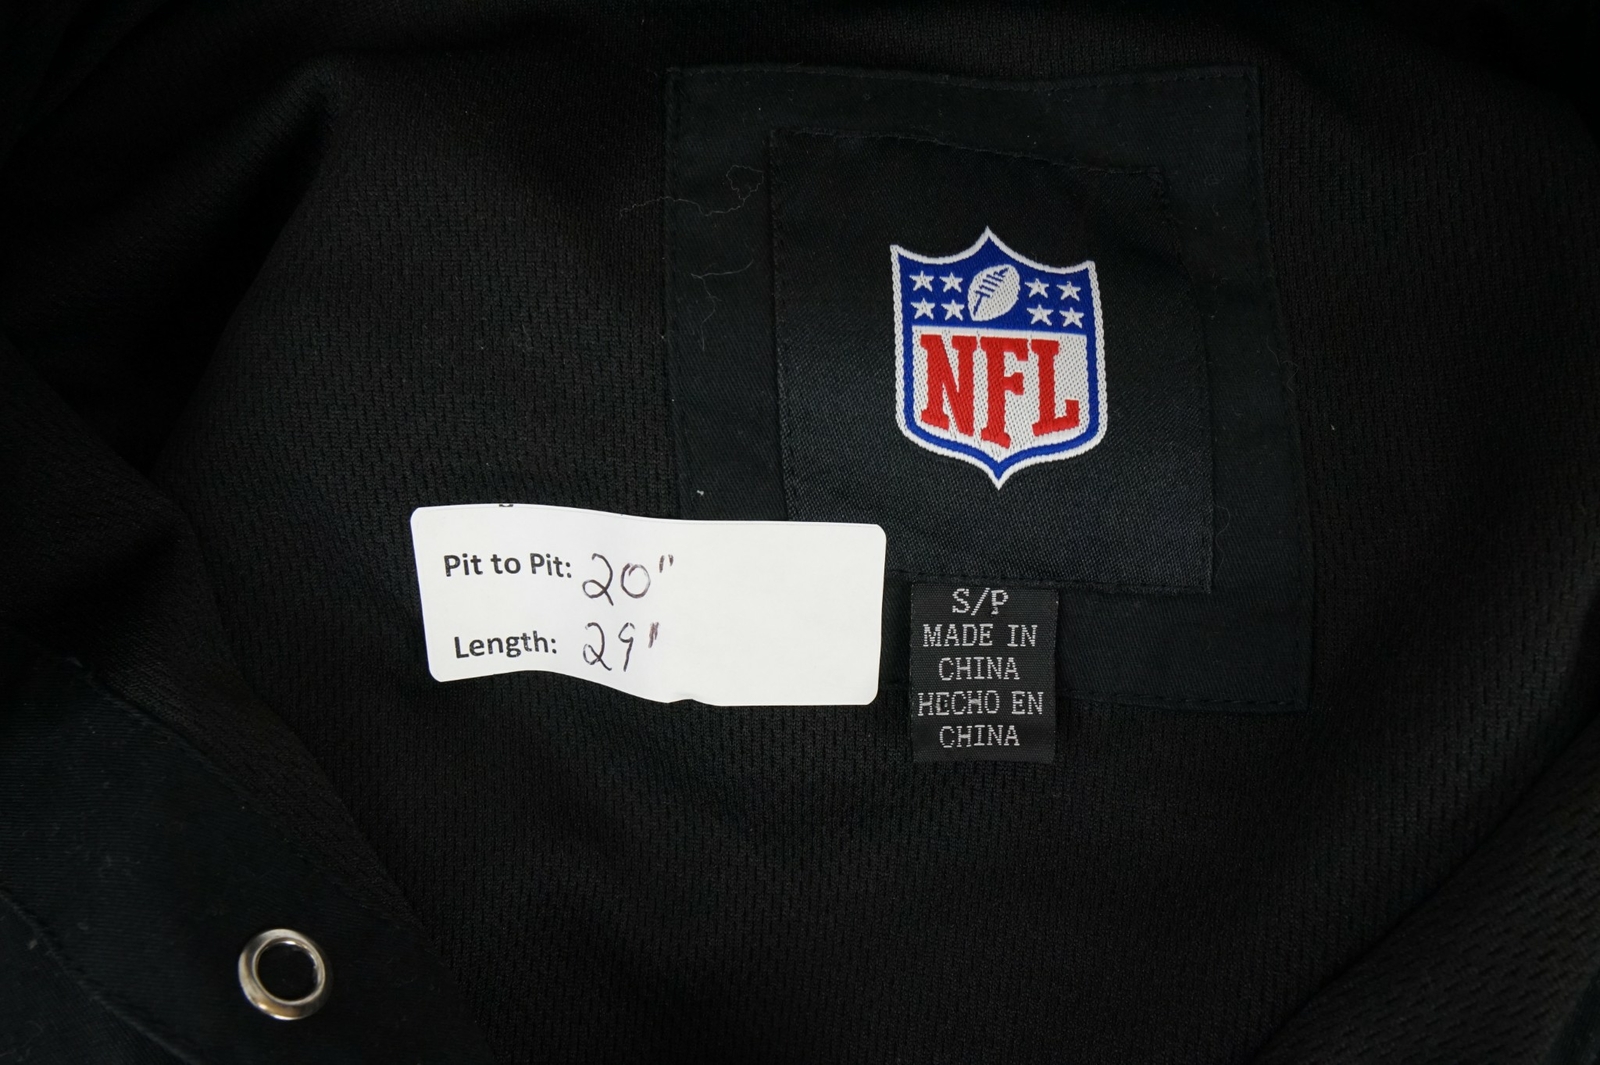 NFL
Pit to Pit: 20"
Length: 29"
S/P
MADE IN
CHINA
HECHO EN
CHINA